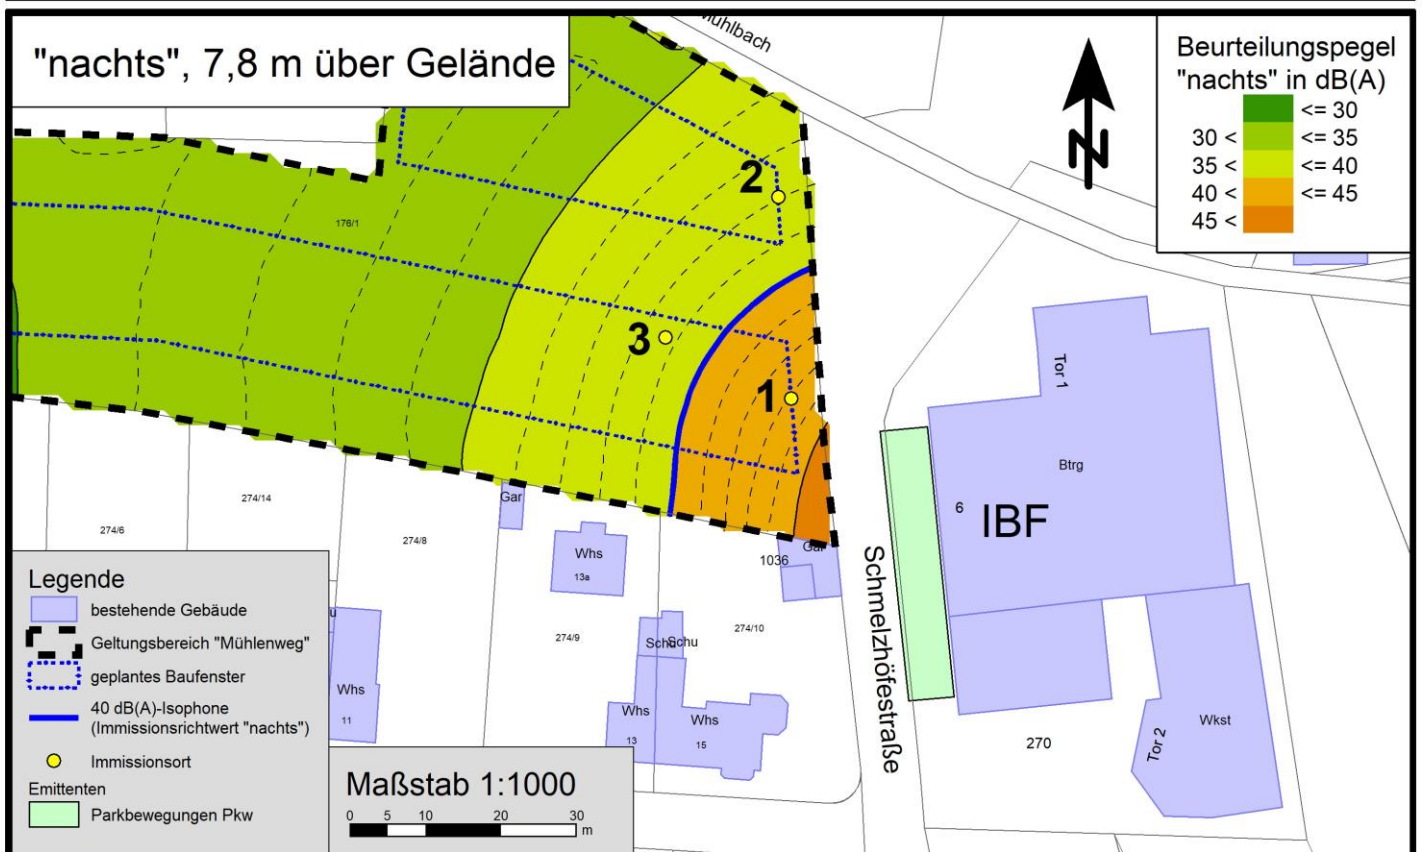 "nachts", 7,8 m über Gelände
Mühlbach
Beurteilungspegel
"nachts" in dB(A)
<= 30
30 < <= 35
35 < <= 40
40 < <= 45
45 <
N
2
176/1
3
1
Tor 1
Btrg
6
IBF
274/14
274/6
274/8
Gar
Whs
13a
1036
Gar
Schmelzhöfestraße
274/9
274/10
Schu
Schu
Whs
11
Whs
13
Whs
15
270
Tor 2
Wkst
Legende
bestehende Gebäude
Geltungsbereich "Mühlenweg"
geplantes Baufenster
40 dB(A)-Isophone
(Immissionsrichtwert "nachts")
Immissionsort
Emittenten
Parkbewegungen Pkw
Maßstab 1:1000
0 5 10 20 30
m